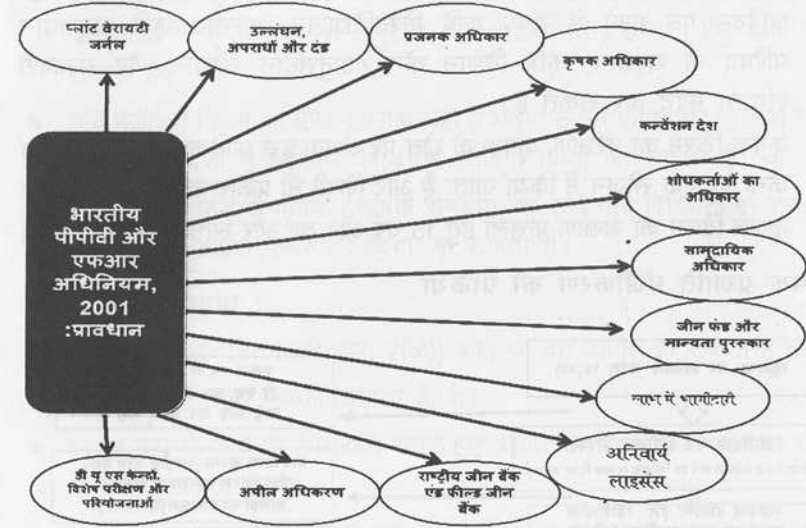 प्लांट वेरायटी
जर्नल
उल्लंघन,
अपराधों और दंड
प्रजनक अधिकार
कृषक अधिकार
कन्वेंशन देश
शोधकर्ताओं का
अधिकार
सामुदायिक
अधिकार
जीन फंड और
मान्यता पुरस्कार
लाभ में भागीदारी
अनिवार्य
लाइसंस
भारतीय
पीपीवी और
एफआर
अधिनियम,
2001
:प्रावधान
डी यू एस केन्द्रों,
विशेष परीक्षण और
परियोजनाओं
अपील अधिकरण
राष्ट्रीय जीन बैंक
एंड फील्ड जीन
बैंक